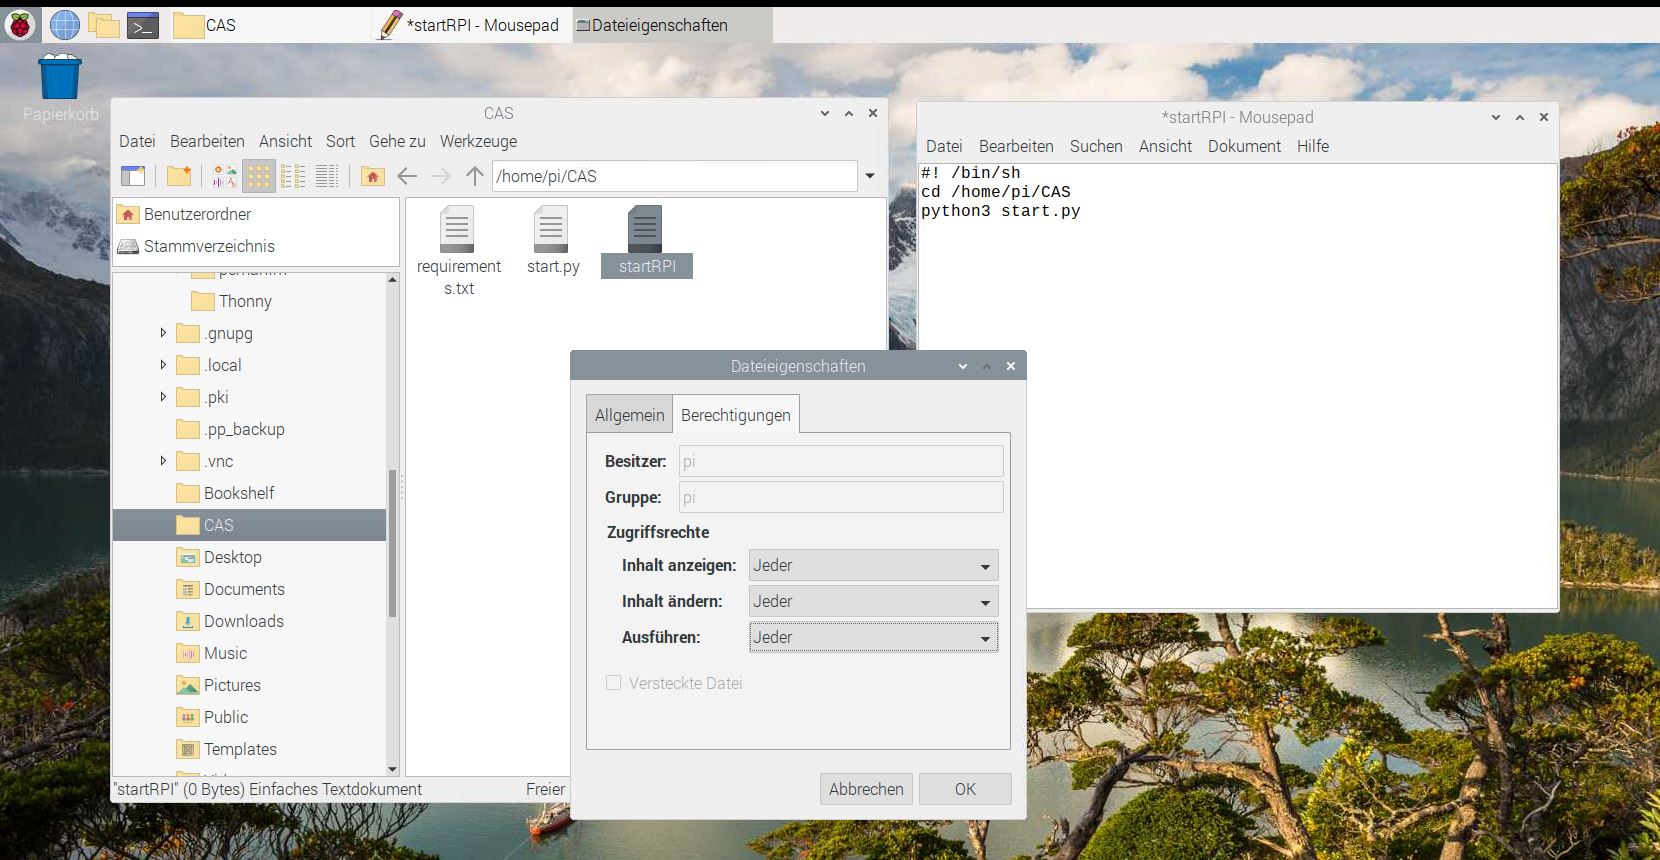 CAS
*startRPI - Mousepad
Dateieigenschaften
Papierkorb
CAS
Datei Bearbeiten Ansicht Sort Gehe zu Werkzeuge
/home/pi/CAS
Benutzerordner
Stammverzeichnis
Thonny
.gnupg
.local
.pki
.pp_backup
.vnc
Bookshelf
CAS
Desktop
Documents
Downloads
Music
Pictures
Public
Templates
requirement
s.txt
start.py
startRPI
"startRPI" (0 Bytes) Einfaches Textdokument
Freier
*startRPI - Mousepad
Datei Bearbeiten Suchen Ansicht Dokument Hilfe
#! /bin/sh
cd /home/pi/CAS
python3 start.py
Dateieigenschaften
Allgemein Berechtigungen
Besitzer: pi
Gruppe: pi
Zugriffsrechte
Inhalt anzeigen: Jeder
Inhalt ändern: Jeder
Ausführen: Jeder
Versteckte Datei
Abbrechen OK